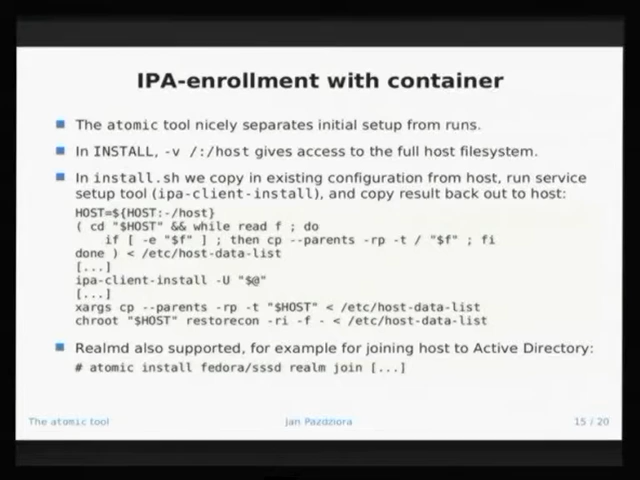 IPA-enrollment with container
The atomic tool nicely separates initial setup from runs.
In INSTALL, -v /:/host gives access to the full host filesystem.
In install.sh we copy in existing configuration from host, run service
setup tool (ipa-client-install), and copy result back out to host:
HOST=${HOST:-/host}
( cd "$HOST" && while read f ; do
    if [ -e "$f" ] ; then cp --parents -rp -t / "$f" ; fi
done ) < /etc/host-data-list
[...]
ipa-client-install -U "$@"
[...]
xargs cp --parents -rp -t "$HOST" < /etc/host-data-list
chroot "$HOST" restorecon -ri -f - < /etc/host-data-list
Realmd also supported, for example for joining host to Active Directory:
# atomic install fedora/sssd realm join [...]
The atomic tool Jan Pazdziora 15 / 20